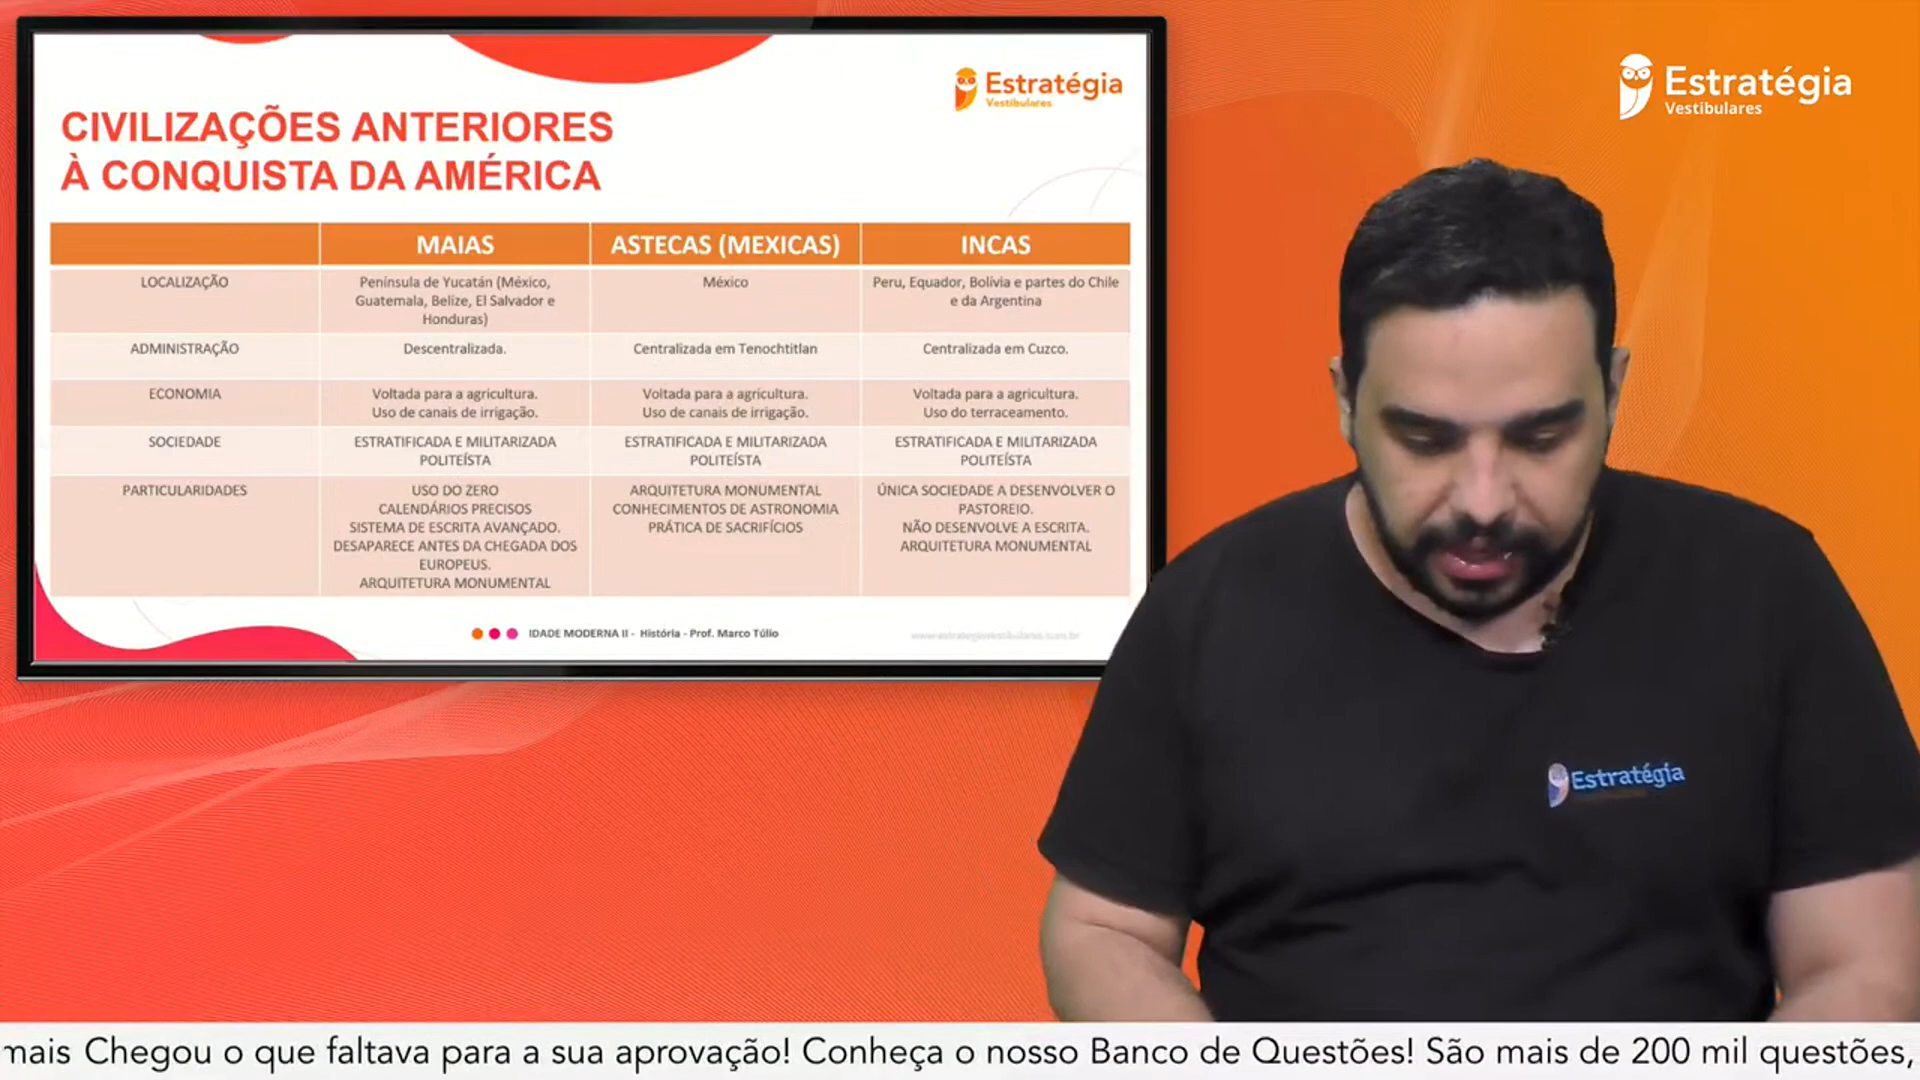 Estratégia
Vestibulares
CIVILIZAÇÕES ANTERIORES
À CONQUISTA DA AMÉRICA
MAIAS
ASTECAS (MEXICAS)
INCAS
LOCALIZAÇÃO
Península de Yucatán (México,
Guatemala, Belize, El Salvador e
Honduras)
México
Peru, Equador, Bolívia e partes do Chile
e da Argentina
ADMINISTRAÇÃO
Descentralizada.
Centralizada em Tenochtitlan
Centralizada em Cuzco.
ECONOMIA
Voltada para a agricultura.
Uso de canais de irrigação.
Voltada para a agricultura.
Uso de canais de irrigação.
Voltada para a agricultura.
Uso do terraceamento.
SOCIEDADE
ESTRATIFICADA E MILITARIZADA
POLITEÍSTA
ESTRATIFICADA E MILITARIZADA
POLITEÍSTA
ESTRATIFICADA E MILITARIZADA
POLITEÍSTA
PARTICULARIDADES
USO DO ZERO
CALENDÁRIOS PRECISOS
SISTEMA DE ESCRITA AVANÇADO.
DESAPARECE ANTES DA CHEGADA DOS
EUROPEUS.
ARQUITETURA MONUMENTAL
ARQUITETURA MONUMENTAL
CONHECIMENTOS DE ASTRONOMIA
PRÁTICA DE SACRIFÍCIOS
ÚNICA SOCIEDADE A DESENVOLVER O
PASTOREIO.
NÃO DESENVOLVE A ESCRITA.
ARQUITETURA MONUMENTAL
IDADE MODERNA II - História - Prof. Marco Túlio
www.estrategiavestibulares.com.br
Estratégia
Vestibulares
Estratégia
mais Chegou o que faltava para a sua aprovação! Conheça o nosso Banco de Questões! São mais de 200 mil questões,